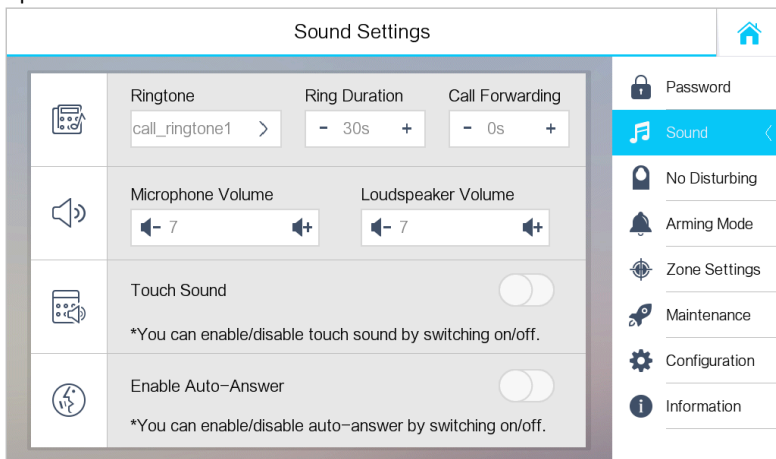 Sound Settings
Ringtone Ring Duration Call Forwarding
call_ringtone1 > - 30s + - 0s +
Microphone Volume Loudspeaker Volume
- 7 + - 7 +
Touch Sound
*You can enable/disable touch sound by switching on/off.
Enable Auto-Answer
*You can enable/disable auto-answer by switching on/off.
Password
Sound
No Disturbing
Arming Mode
Zone Settings
Maintenance
Configuration
Information